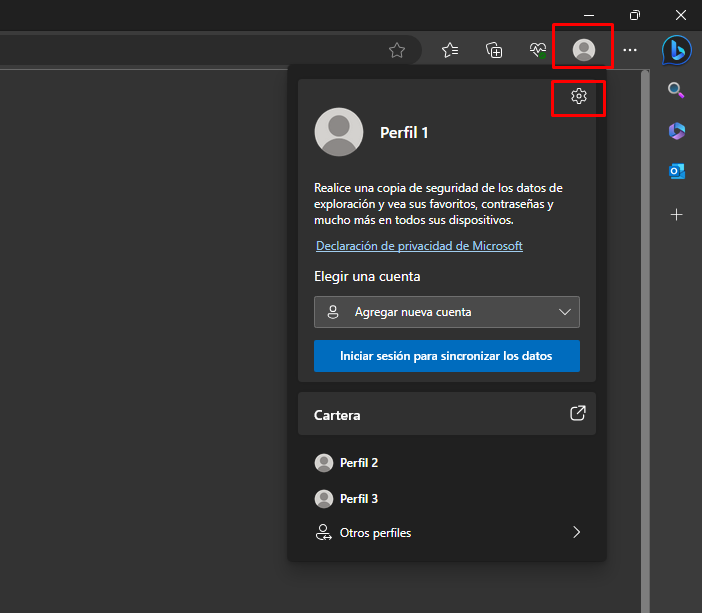 Perfil 1
Realice una copia de seguridad de los datos de
exploración y vea sus favoritos, contraseñas y
mucho más en todos sus dispositivos.
Declaración de privacidad de Microsoft
Elegir una cuenta
Agregar nueva cuenta
Iniciar sesión para sincronizar los datos
Cartera
Perfil 2
Perfil 3
Otros perfiles